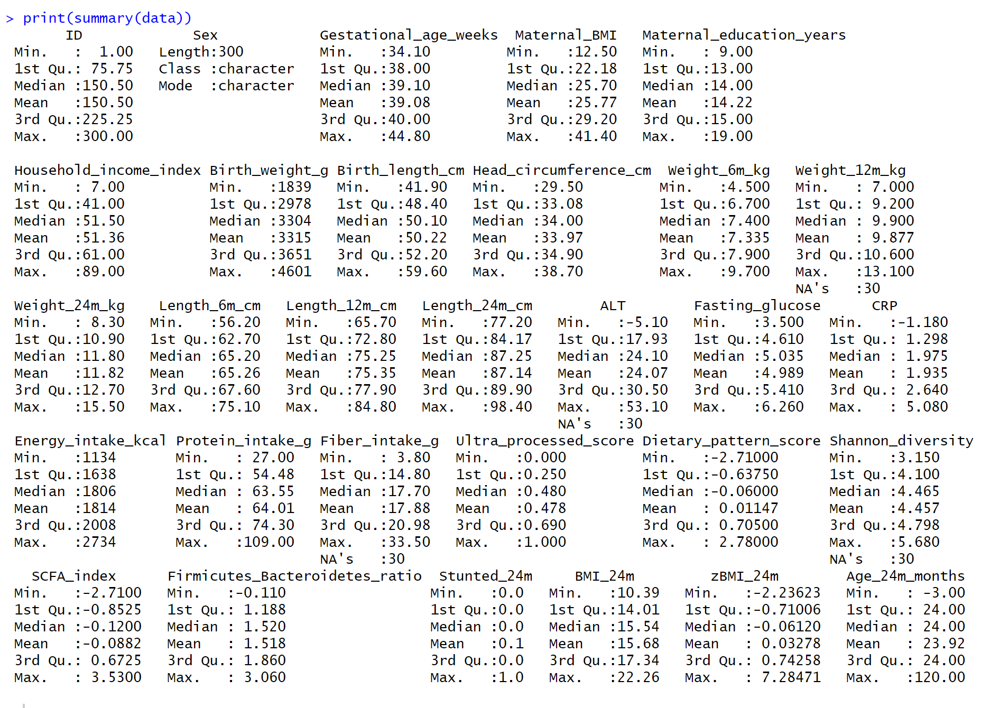 > print(summary(data))
ID Sex Gestational_age_weeks Maternal_BMI Maternal_education_years
Min. : 1.00 Length:300 Min. :34.10 Min. :12.50 Min. : 9.00
1st Qu.: 75.75 Class :character 1st Qu.:38.00 1st Qu.:22.18 1st Qu.:13.00
Median :150.50 Mode :character Median :39.10 Median :25.70 Median :14.00
Mean :150.50 Mean :39.08 Mean :25.77 Mean :14.22
3rd Qu.:225.25 3rd Qu.:40.00 3rd Qu.:29.20 3rd Qu.:15.00
Max. :300.00 Max. :44.80 Max. :41.40 Max. :19.00
Household_income_index Birth_weight_g Birth_length_cm Head_circumference_cm Weight_6m_kg Weight_12m_kg
Min. : 7.00 Min. :1839 Min. :41.90 Min. :29.50 Min. :4.500 Min. : 7.000
1st Qu.:41.00 1st Qu.:2978 1st Qu.:48.40 1st Qu.:33.08 1st Qu.:6.700 1st Qu.: 9.200
Median :51.50 Median :3304 Median :50.10 Median :34.00 Median :7.400 Median : 9.900
Mean :51.36 Mean :3315 Mean :50.22 Mean :33.97 Mean :7.335 Mean : 9.877
3rd Qu.:61.00 3rd Qu.:3651 3rd Qu.:52.20 3rd Qu.:34.90 3rd Qu.:7.900 3rd Qu.:10.600
Max. :89.00 Max. :4601 Max. :59.60 Max. :38.70 Max. :9.700 Max. :13.100
NA's :30
Weight_24m_kg Length_6m_cm Length_12m_cm Length_24m_cm ALT Fasting_glucose CRP
Min. : 8.30 Min. :56.20 Min. :65.70 Min. :77.20 Min. :-5.10 Min. :3.500 Min. :-1.180
1st Qu.:10.90 1st Qu.:62.70 1st Qu.:72.80 1st Qu.:84.17 1st Qu.:17.93 1st Qu.:4.610 1st Qu.: 1.298
Median :11.80 Median :65.20 Median :75.25 Median :87.25 Median :24.10 Median :5.035 Median : 1.975
Mean :11.82 Mean :65.26 Mean :75.35 Mean :87.14 Mean :24.07 Mean :4.989 Mean : 1.935
3rd Qu.:12.70 3rd Qu.:67.60 3rd Qu.:77.90 3rd Qu.:89.90 3rd Qu.:30.50 3rd Qu.:5.410 3rd Qu.: 2.640
Max. :15.50 Max. :75.10 Max. :84.80 Max. :98.40 Max. :53.10 Max. :6.260 Max. : 5.080
NA's :30
Energy_intake_kcal Protein_intake_g Fiber_intake_g Ultra_processed_score Dietary_pattern_score Shannon_diversity
Min. :1134 Min. : 27.00 Min. : 3.80 Min. :0.000 Min. :-2.71000 Min. :3.150
1st Qu.:1638 1st Qu.: 54.48 1st Qu.:14.80 1st Qu.:0.250 1st Qu.:-0.63750 1st Qu.:4.100
Median :1806 Median : 63.55 Median :17.70 Median :0.480 Median :-0.06000 Median :4.465
Mean :1814 Mean : 64.01 Mean :17.88 Mean :0.478 Mean : 0.01147 Mean :4.457
3rd Qu.:2008 3rd Qu.: 74.30 3rd Qu.:20.98 3rd Qu.:0.690 3rd Qu.: 0.70500 3rd Qu.:4.798
Max. :2734 Max. :109.00 Max. :33.50 Max. :1.000 Max. : 2.78000 Max. :5.680
NA's :30 NA's :30
SCFA_index Firmicutes_Bacteroidetes_ratio Stunted_24m BMI_24m zBMI_24m Age_24m_months
Min. :-2.7100 Min. :-0.110 Min. :0.0 Min. :10.39 Min. :-2.23623 Min. : -3.00
1st Qu.:-0.8525 1st Qu.: 1.188 1st Qu.:0.0 1st Qu.:14.01 1st Qu.:-0.71006 1st Qu.: 24.00
Median :-0.1200 Median : 1.520 Median :0.0 Median :15.54 Median :-0.06120 Median : 24.00
Mean :-0.0882 Mean : 1.518 Mean :0.1 Mean :15.68 Mean : 0.03278 Mean : 23.92
3rd Qu.: 0.6725 3rd Qu.: 1.860 3rd Qu.:0.0 3rd Qu.:17.34 3rd Qu.: 0.74258 3rd Qu.: 24.00
Max. : 3.5300 Max. : 3.060 Max. :1.0 Max. :22.26 Max. : 7.28471 Max. :120.00